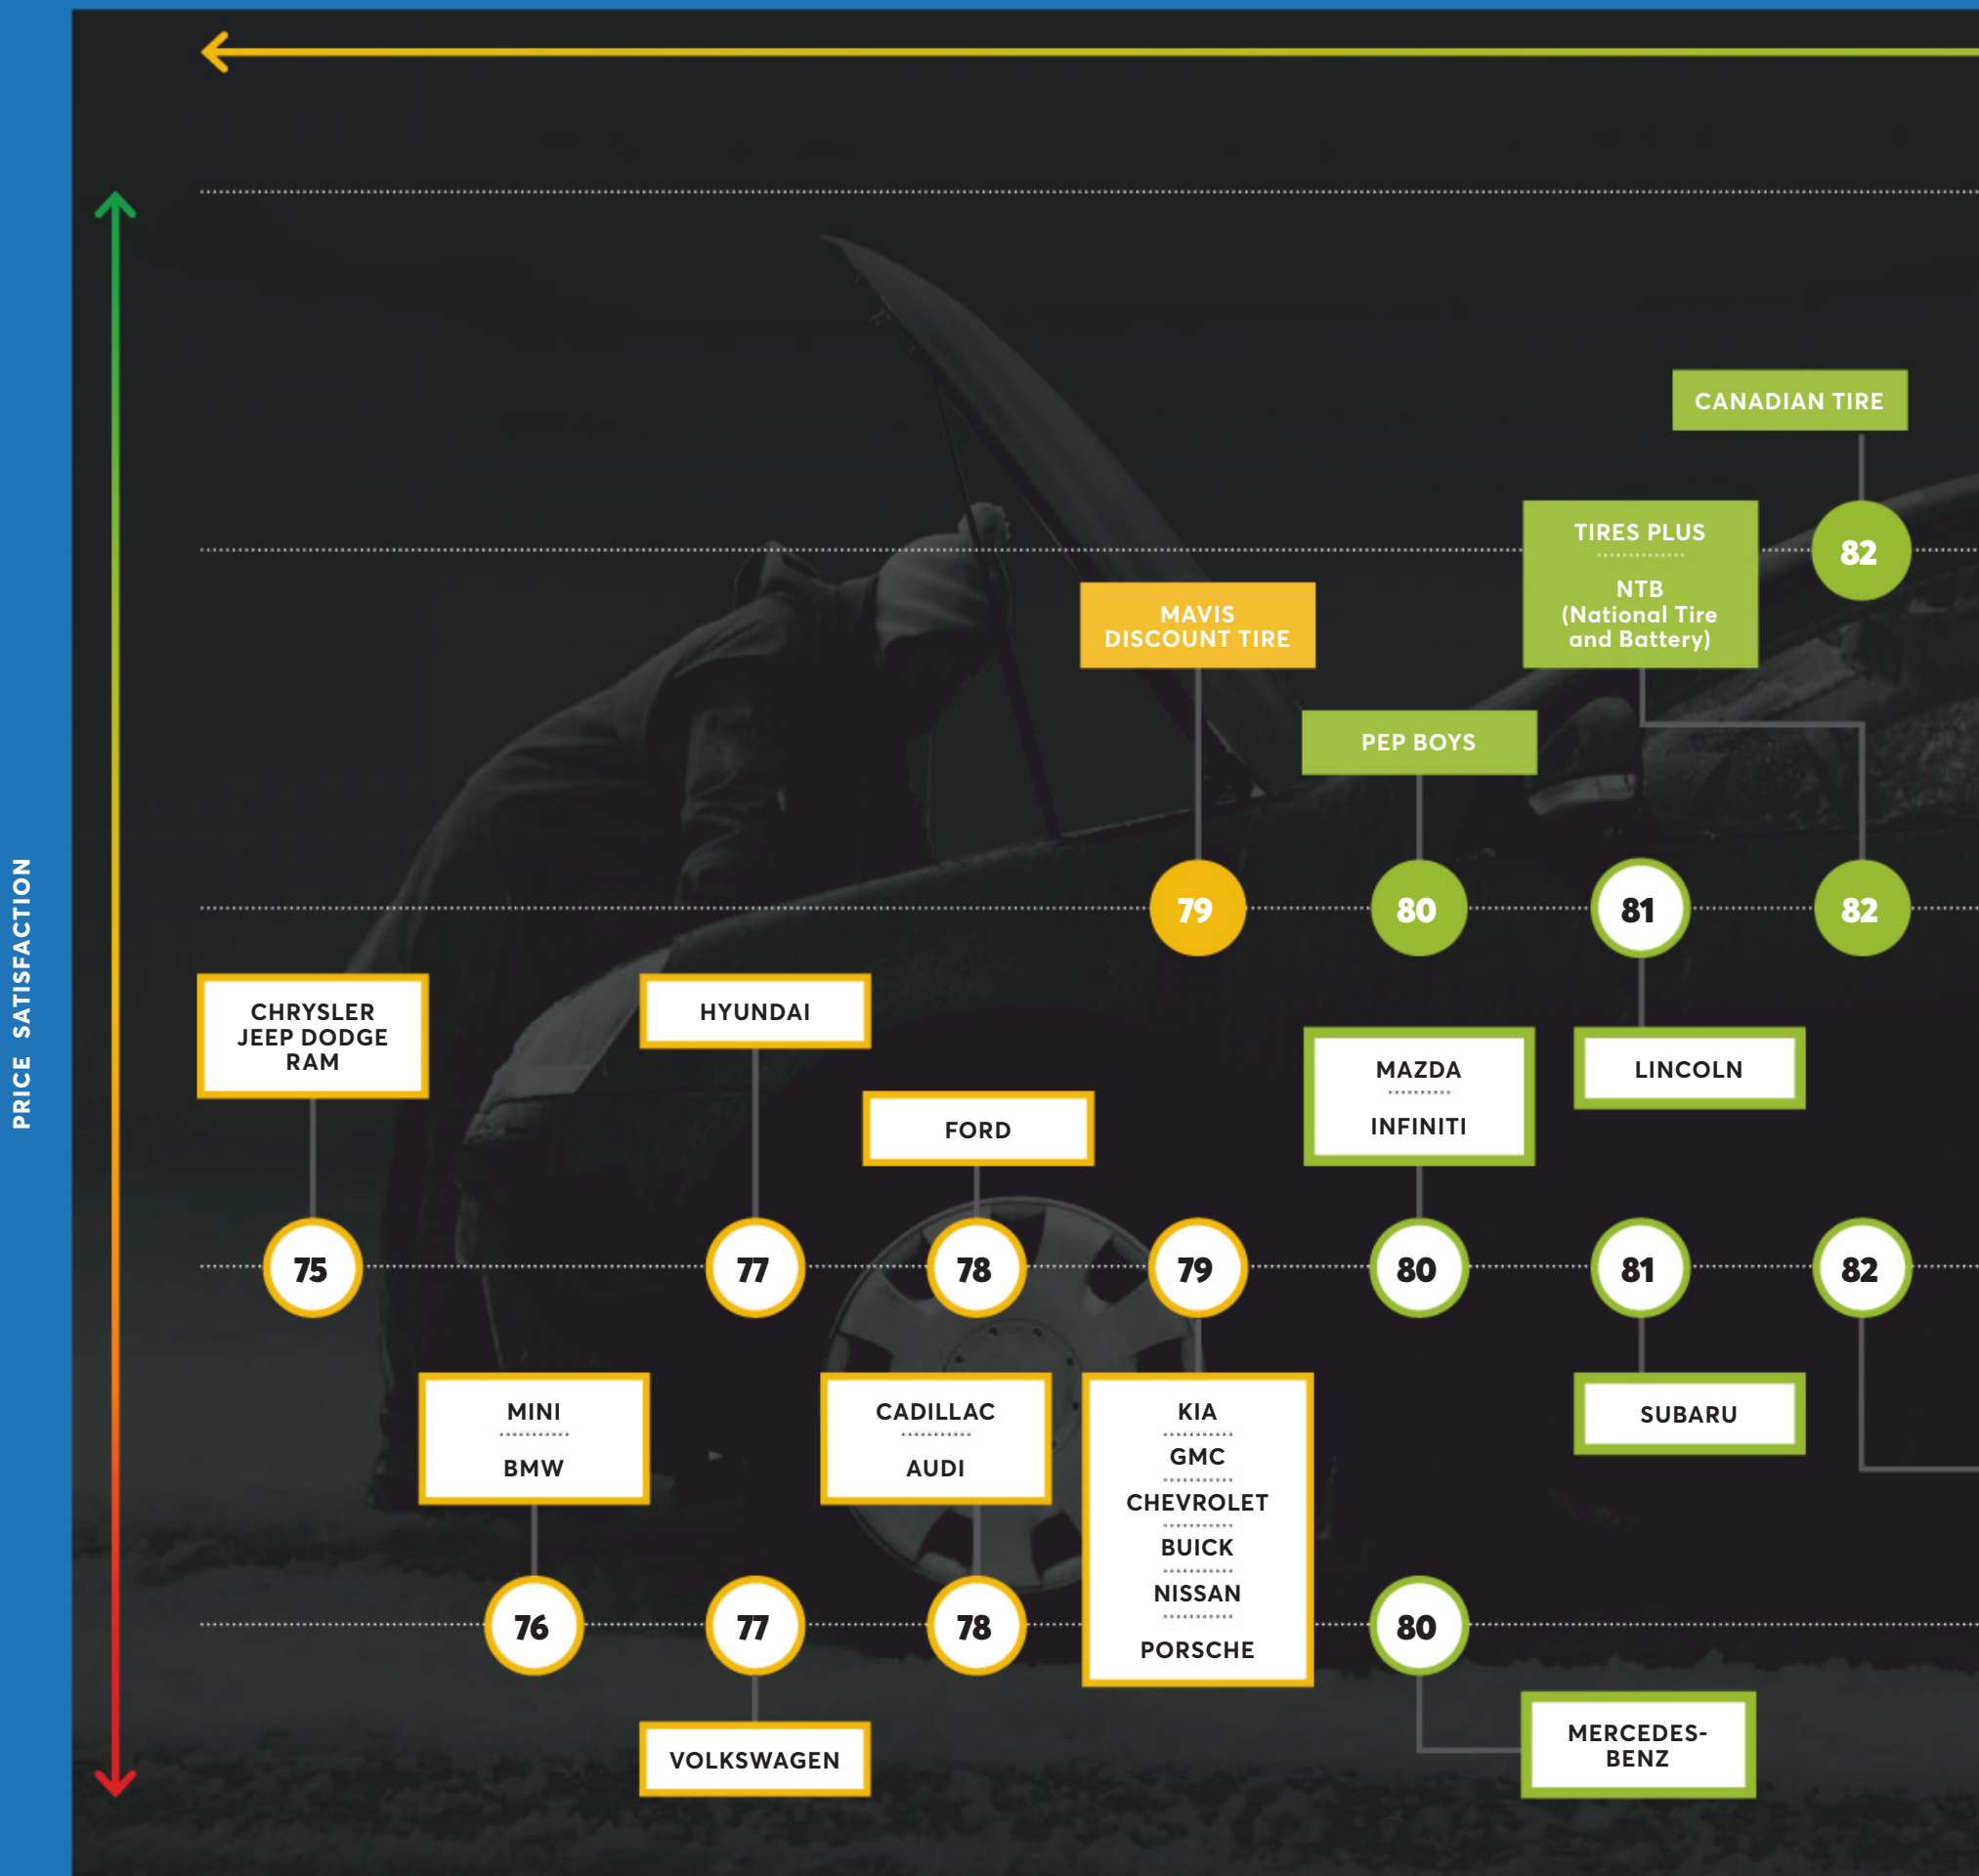 PRICE SATISFACTION
CANADIAN TIRE
TIRES PLUS
NTB
(National Tire
and Battery)
82
MAVIS
DISCOUNT TIRE
PEP BOYS
79
80
81
82
CHRYSLER
JEEP DODGE
RAM
HYUNDAI
FORD
MAZDA
INFINITI
LINCOLN
75
77
78
79
80
81
82
MINI
BMW
CADILLAC
AUDI
KIA
GMC
CHEVROLET
BUICK
NISSAN
PORSCHE
SUBARU
76
77
78
80
VOLKSWAGEN
MERCEDES-
BENZ